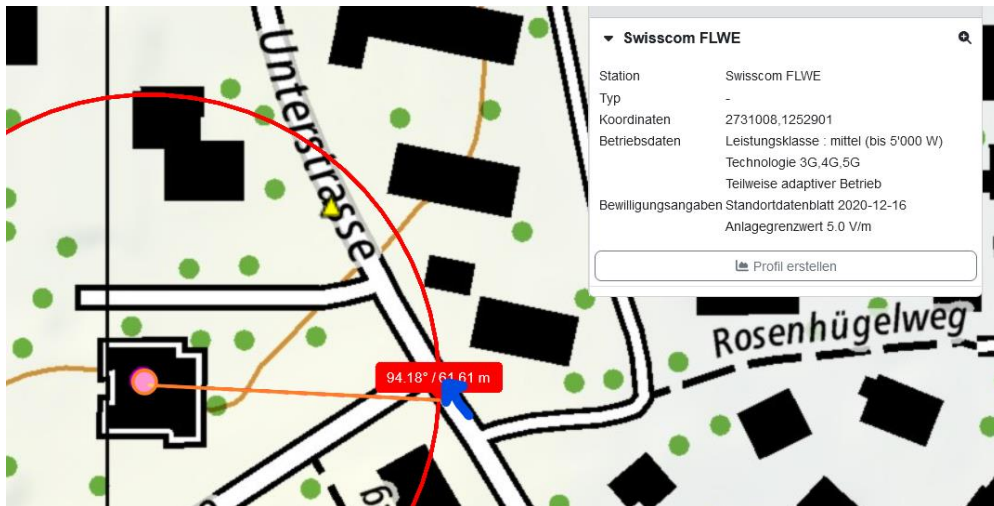 Unterstrasse
94.18° / 61.61 m
Rosenhügelweg
Swisscom FLWE
Station Swisscom FLWE
Typ -
Koordinaten 2731008,1252901
Betriebsdaten Leistungsklasse : mittel (bis 5'000 W)
Technologie 3G,4G,5G
Teilweise adaptiver Betrieb
Bewilligungsangaben Standortdatenblatt 2020-12-16
Anlagegrenzwert 5.0 V/m
Profil erstellen